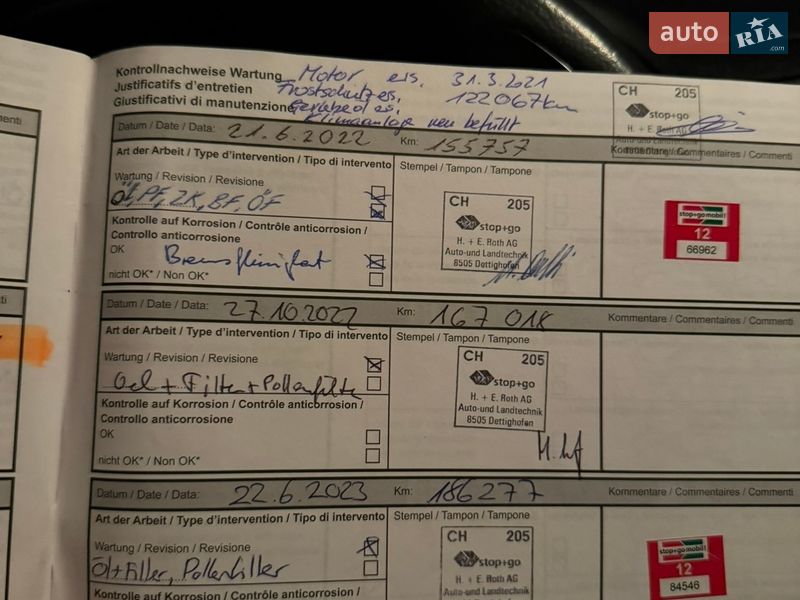 auto RIA .com
Kontrollnachweise Wartung Motor ers. 31.3.2021
Justificatifs d'entretien Frostschutz ers. 122067km
Giustificativi di manutenzione Getriebeöl ers.
Klimaanlage neu befüllt
CH 205
stop+go
H. + E. Roth AG
Datum / Date / Data: 21.6.2022 Km: 155757 Kommentare / Commentaires / Commenti
Art der Arbeit / Type d'intervention / Tipo di intervento Stempel / Tampon / Tampone
Wartung / Revision / Revisione
Öl, PF, ZK, BF, ÖF
Kontrolle auf Korrosion / Contrôle anticorrosion /
Controllo anticorrosione
OK
Bremsflüssigkeit
nicht OK* / Non OK*
CH 205
stop+go
H. + E. Roth AG
Auto-und Landtechnik
8505 Dettighofen
stop+go mobil!
12
66962
Datum / Date / Data: 27.10.2022 Km: 167 018 Kommentare / Commentaires / Commenti
Art der Arbeit / Type d'intervention / Tipo di intervento Stempel / Tampon / Tampone
Wartung / Revision / Revisione
Oel + Filter + Pollenfilter
Kontrolle auf Korrosion / Contrôle anticorrosion /
Controllo anticorrosione
OK
nicht OK* / Non OK*
CH 205
stop+go
H. + E. Roth AG
Auto-und Landtechnik
8505 Dettighofen
Datum / Date / Data: 22.6.2023 Km: 186277 Kommentare / Commentaires / Commenti
Art der Arbeit / Type d'intervention / Tipo di intervento Stempel / Tampon / Tampone
Wartung / Revision / Revisione
Öl+Filter, Pollenfilter
Kontrolle auf Korrosion / Contrôle anticorrosion /
CH 205
stop+go
H. + E. Roth AG
Auto-und Landtechnik
stop+go mobil!
12
84546